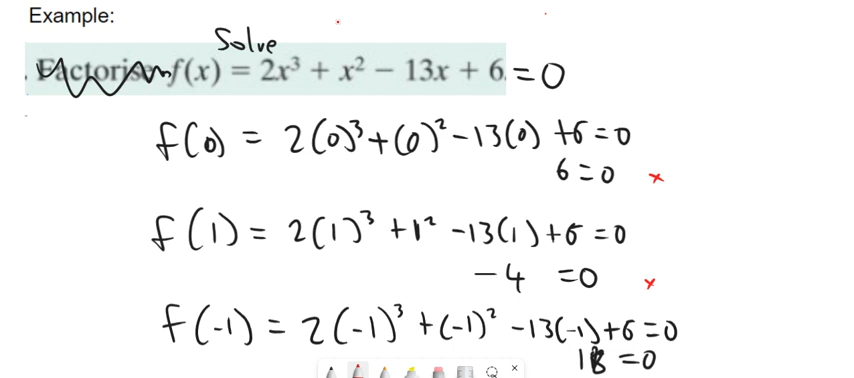 Example:
Solve
Factorise f(x) = 2x³ + x² − 13x + 6 = 0
f(0) = 2(0)³ + (0)² − 13(0) + 6 = 0
6 = 0 ×
f(1) = 2(1)³ + 1² − 13(1) + 6 = 0
− 4 = 0 ×
f(-1) = 2(-1)³ + (-1)² − 13(-1) + 6 = 0
18 = 0